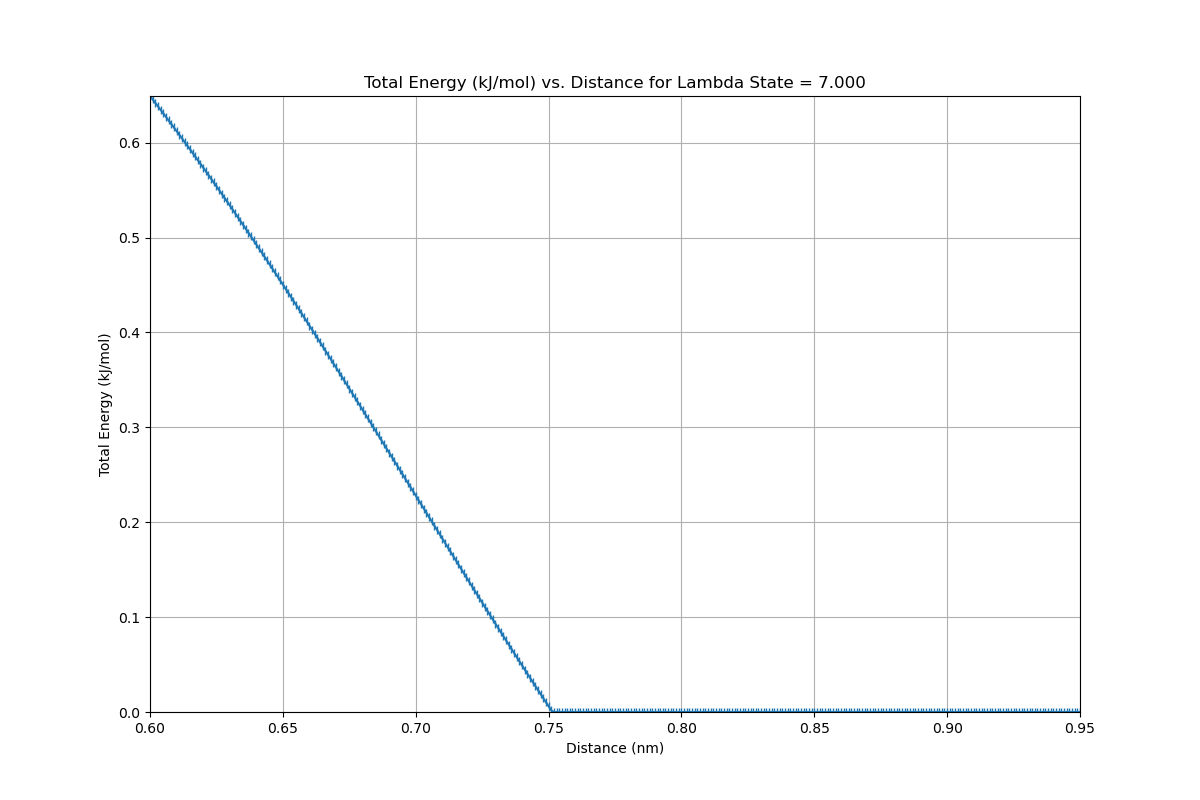 Total Energy (kJ/mol) vs. Distance for Lambda State = 7.000
Total Energy (kJ/mol)
0.6
0.5
0.4
0.3
0.2
0.1
0.0
0.60 0.65 0.70 0.75 0.80 0.85 0.90 0.95
Distance (nm)